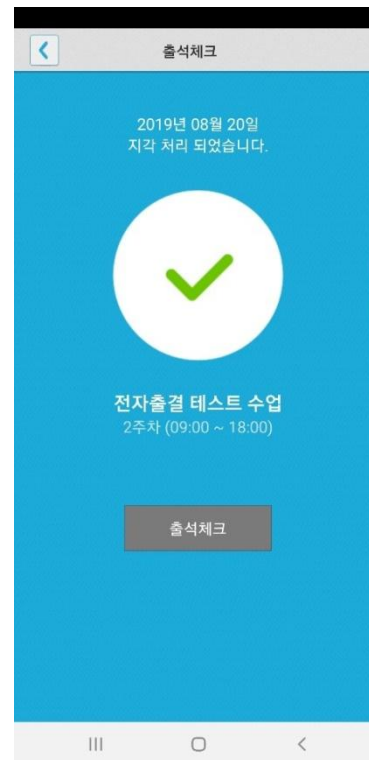 출석체크
2019년 08월 20일
지각 처리 되었습니다.
전자출결 테스트 수업
2주차 (09:00 ~ 18:00)
출석체크